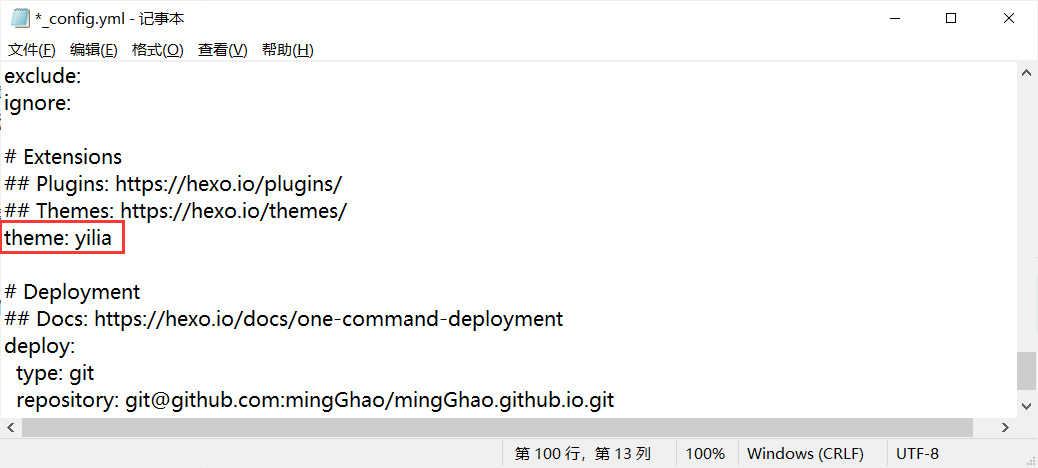 *_config.yml - 记事本
文件(F) 编辑(E) 格式(O) 查看(V) 帮助(H)
exclude:
ignore:
# Extensions
## Plugins: https://hexo.io/plugins/
## Themes: https://hexo.io/themes/
theme: yilia
# Deployment
## Docs: https://hexo.io/docs/one-command-deployment
deploy:
  type: git
  repository: git@github.com:mingGhao/mingGhao.github.io.git
第 100 行，第 13 列 100% Windows (CRLF) UTF-8